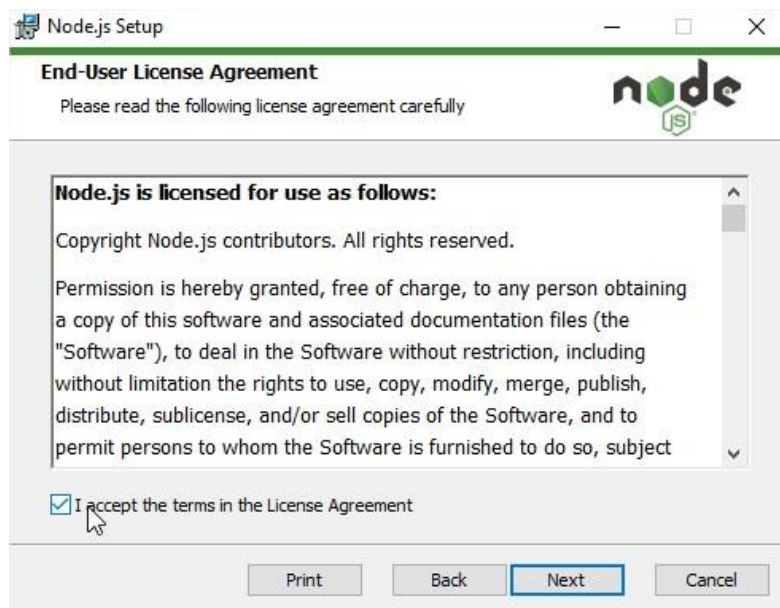 Node.js Setup
End-User License Agreement
Please read the following license agreement carefully
node
JS
Node.js is licensed for use as follows:
Copyright Node.js contributors. All rights reserved.
Permission is hereby granted, free of charge, to any person obtaining
a copy of this software and associated documentation files (the
"Software"), to deal in the Software without restriction, including
without limitation the rights to use, copy, modify, merge, publish,
distribute, sublicense, and/or sell copies of the Software, and to
permit persons to whom the Software is furnished to do so, subject
I accept the terms in the License Agreement
Print Back Next Cancel